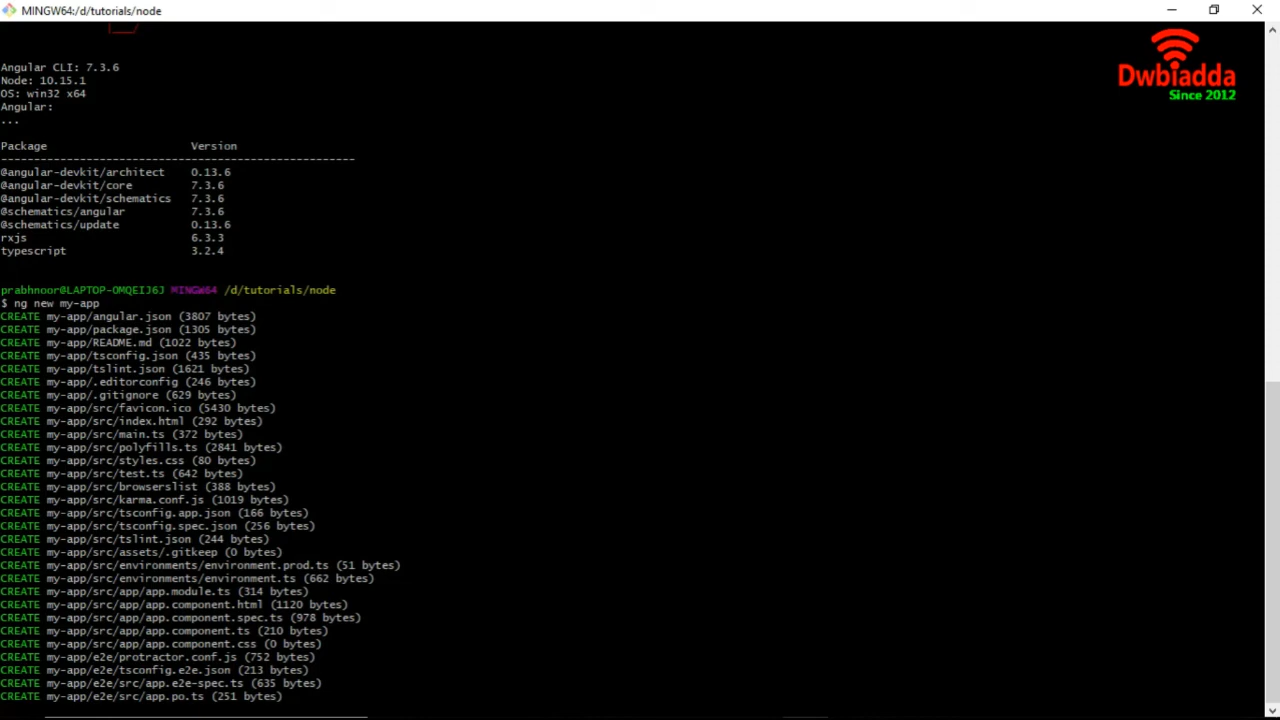 MINGW64:/d/tutorials/node
Dwbiadda
Since 2012
Angular CLI: 7.3.6
Node: 10.15.1
OS: win32 x64
Angular:
...
Package Version
------------------------------------------------------
@angular-devkit/architect 0.13.6
@angular-devkit/core 7.3.6
@angular-devkit/schematics 7.3.6
@schematics/angular 7.3.6
@schematics/update 0.13.6
rxjs 6.3.3
typescript 3.2.4
prabhnoor@LAPTOP-OMQEIJ6J MINGW64 /d/tutorials/node
$ ng new my-app
CREATE my-app/angular.json (3807 bytes)
CREATE my-app/package.json (1305 bytes)
CREATE my-app/README.md (1022 bytes)
CREATE my-app/tsconfig.json (435 bytes)
CREATE my-app/tslint.json (1621 bytes)
CREATE my-app/.editorconfig (246 bytes)
CREATE my-app/.gitignore (629 bytes)
CREATE my-app/src/favicon.ico (5430 bytes)
CREATE my-app/src/index.html (292 bytes)
CREATE my-app/src/main.ts (372 bytes)
CREATE my-app/src/polyfills.ts (2841 bytes)
CREATE my-app/src/styles.css (80 bytes)
CREATE my-app/src/test.ts (642 bytes)
CREATE my-app/src/browserslist (388 bytes)
CREATE my-app/src/karma.conf.js (1019 bytes)
CREATE my-app/src/tsconfig.app.json (166 bytes)
CREATE my-app/src/tsconfig.spec.json (256 bytes)
CREATE my-app/src/tslint.json (244 bytes)
CREATE my-app/src/assets/.gitkeep (0 bytes)
CREATE my-app/src/environments/environment.prod.ts (51 bytes)
CREATE my-app/src/environments/environment.ts (662 bytes)
CREATE my-app/src/app/app.module.ts (314 bytes)
CREATE my-app/src/app/app.component.html (1120 bytes)
CREATE my-app/src/app/app.component.spec.ts (978 bytes)
CREATE my-app/src/app/app.component.ts (210 bytes)
CREATE my-app/src/app/app.component.css (0 bytes)
CREATE my-app/e2e/protractor.conf.js (752 bytes)
CREATE my-app/e2e/tsconfig.e2e.json (213 bytes)
CREATE my-app/e2e/src/app.e2e-spec.ts (635 bytes)
CREATE my-app/e2e/src/app.po.ts (251 bytes)